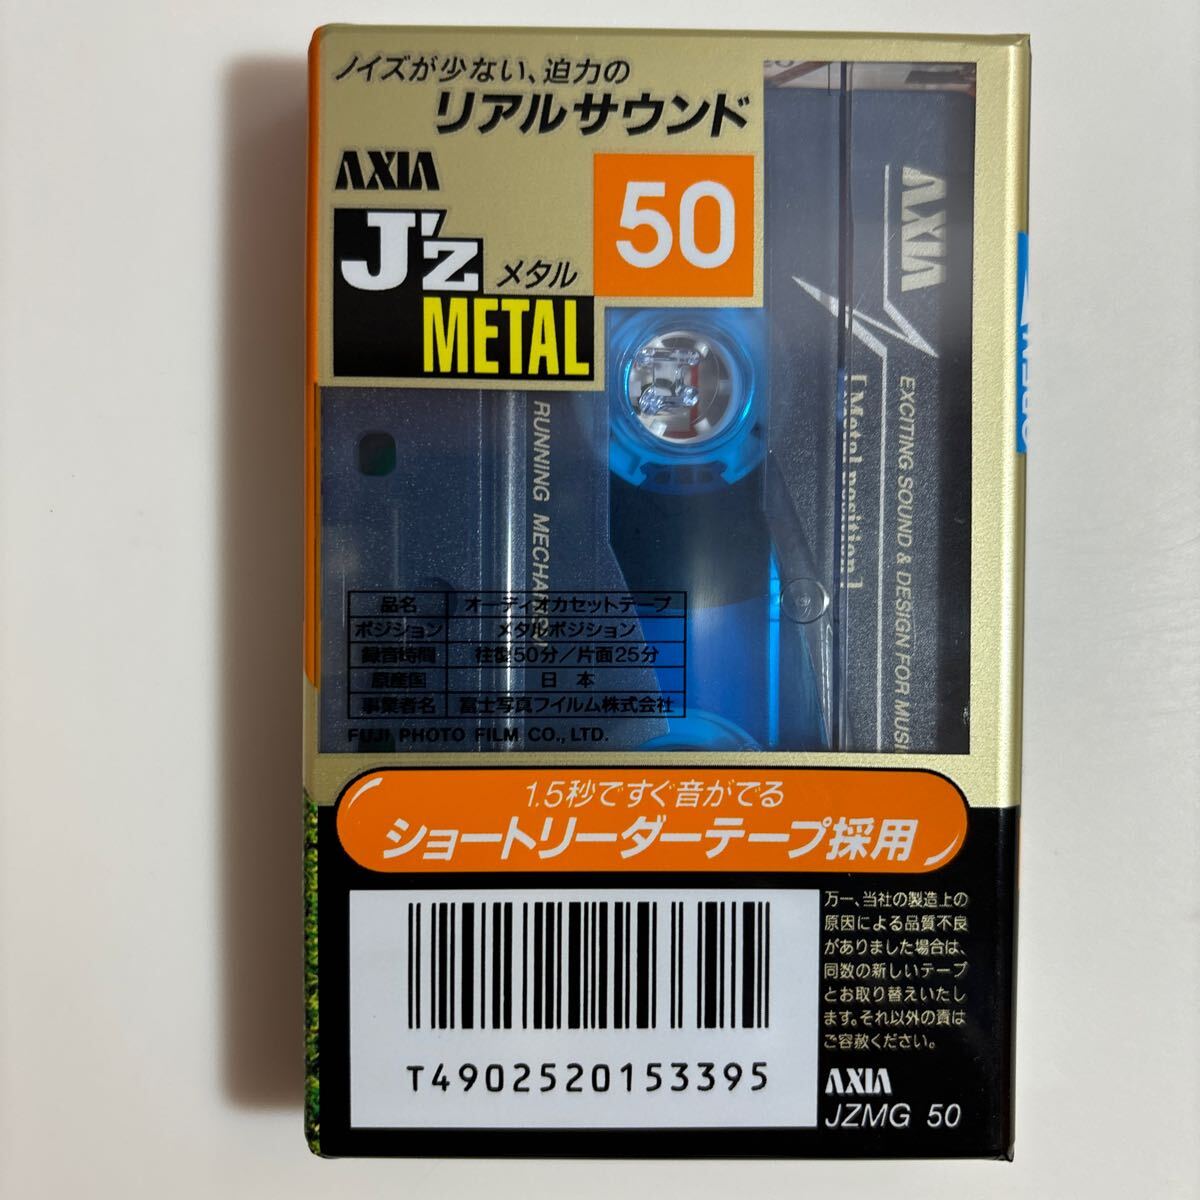 ノイズが少ない、迫力の
リアルサウンド
AXIA
J'z
メタル
METAL
50
AXIA
[Metal position]
EXCITING SOUND & DESIGN FOR MUSIC
RUNNING MECHANISM
品名 オーディオカセットテープ
ポジション メタルポジション
録音時間 往復50分/片面25分
原産国 日本
事業者名 富士写真フイルム株式会社
FUJI PHOTO FILM CO., LTD.
1.5秒ですぐ音がでる
ショートリーダーテープ採用
T4902520153395
万一、当社の製造上の
原因による品質不良
がありました場合は、
同数の新しいテープ
とお取り替えいたし
ます。それ以外の責は
ご容赦ください。
AXIA
JZMG 50